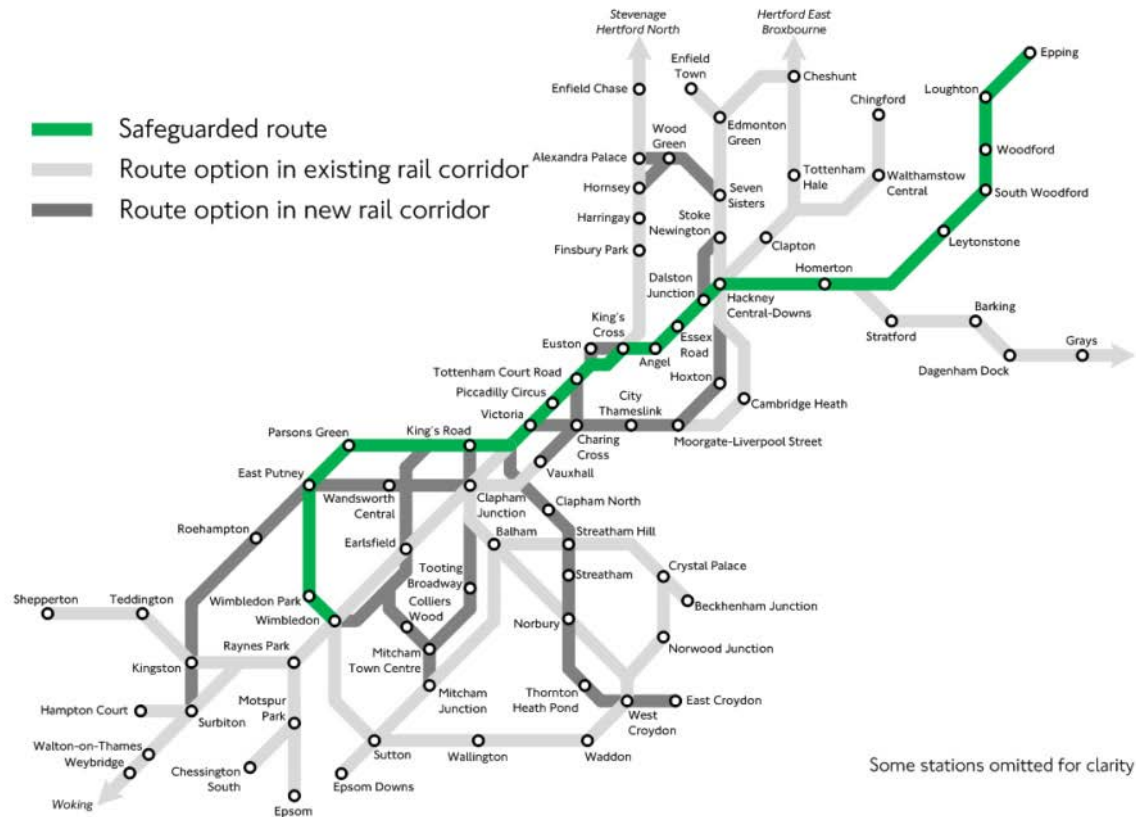 Stevenage
Hertford North
Hertford East
Broxbourne
Safeguarded route
Route option in existing rail corridor
Route option in new rail corridor
Epping
Loughton
Woodford
South Woodford
Leytonstone
Enfield
Town
Cheshunt
Chingford
Enfield Chase
Wood
Green
Edmonton
Green
Alexandra Palace
Tottenham
Hale
Walthamstow
Central
Hornsey
Seven
Sisters
Harringay
Stoke
Newington
Finsbury Park
Clapton
Homerton
Dalston
Junction
Hackney
Central-Downs
Stratford
Barking
Dagenham Dock
Grays
King's
Cross
Euston
Angel
Essex
Road
Tottenham Court Road
Hoxton
Piccadilly Circus
City
Thameslink
Cambridge Heath
Victoria
Charing
Cross
Moorgate-Liverpool Street
Parsons Green
King's Road
Vauxhall
East Putney
Wandsworth
Central
Clapham
Junction
Clapham North
Roehampton
Earlsfield
Balham
Streatham Hill
Tooting
Broadway
Streatham
Crystal Palace
Beckhenham Junction
Shepperton
Teddington
Wimbledon Park
Colliers
Wood
Wimbledon
Norbury
Norwood Junction
Raynes Park
Mitcham
Town Centre
Kingston
Mitcham
Junction
Thornton
Heath Pond
East Croydon
West
Croydon
Hampton Court
Surbiton
Motspur
Park
Walton-on-Thames
Weybridge
Chessington
South
Sutton
Wallington
Waddon
Epsom Downs
Woking
Epsom
Some stations omitted for clarity